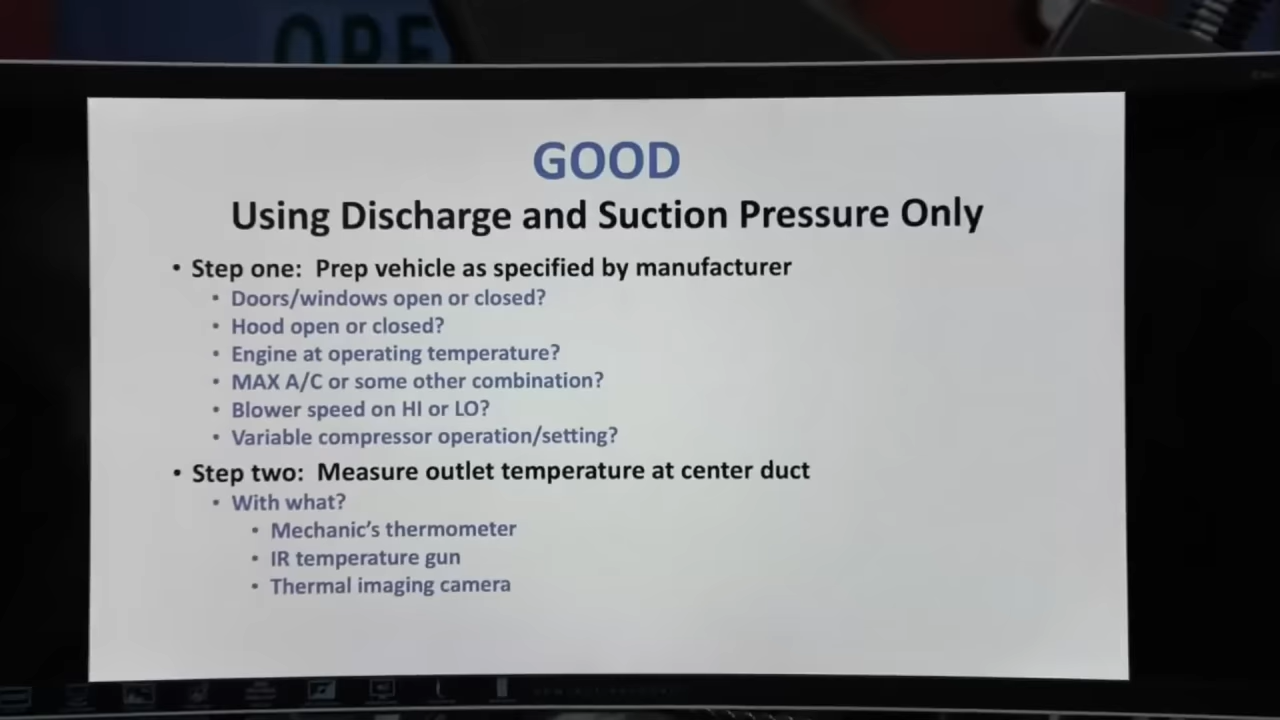 OPE
GOOD
Using Discharge and Suction Pressure Only
• Step one: Prep vehicle as specified by manufacturer
• Doors/windows open or closed?
• Hood open or closed?
• Engine at operating temperature?
• MAX A/C or some other combination?
• Blower speed on HI or LO?
• Variable compressor operation/setting?
• Step two: Measure outlet temperature at center duct
• With what?
• Mechanic's thermometer
• IR temperature gun
• Thermal imaging camera